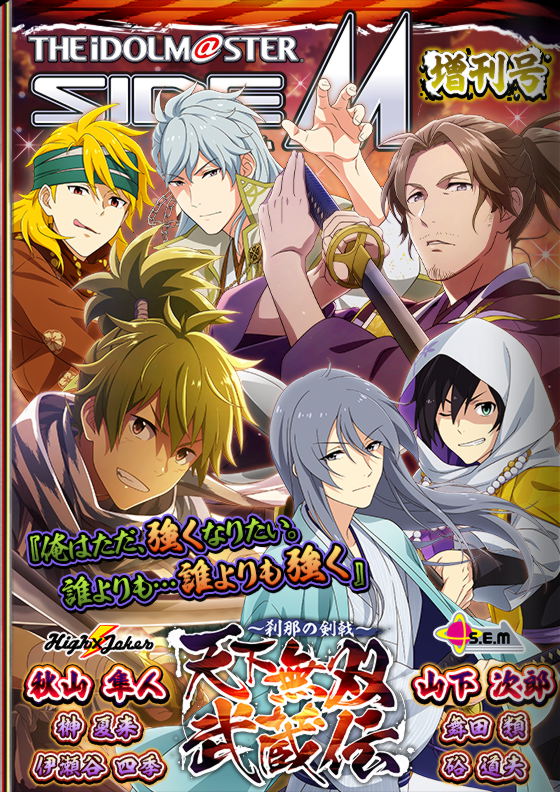 THE iDOLM@STER
SIDE M
増刊号
『俺はただ、強くなりたい。
誰よりも…誰よりも強く』
High×Joker
秋山 隼人
榊 夏来
伊瀬谷 四季
～刹那の剣戟～
天下無双
武蔵伝
S.E.M
山下 次郎
舞田 類
硲 道夫